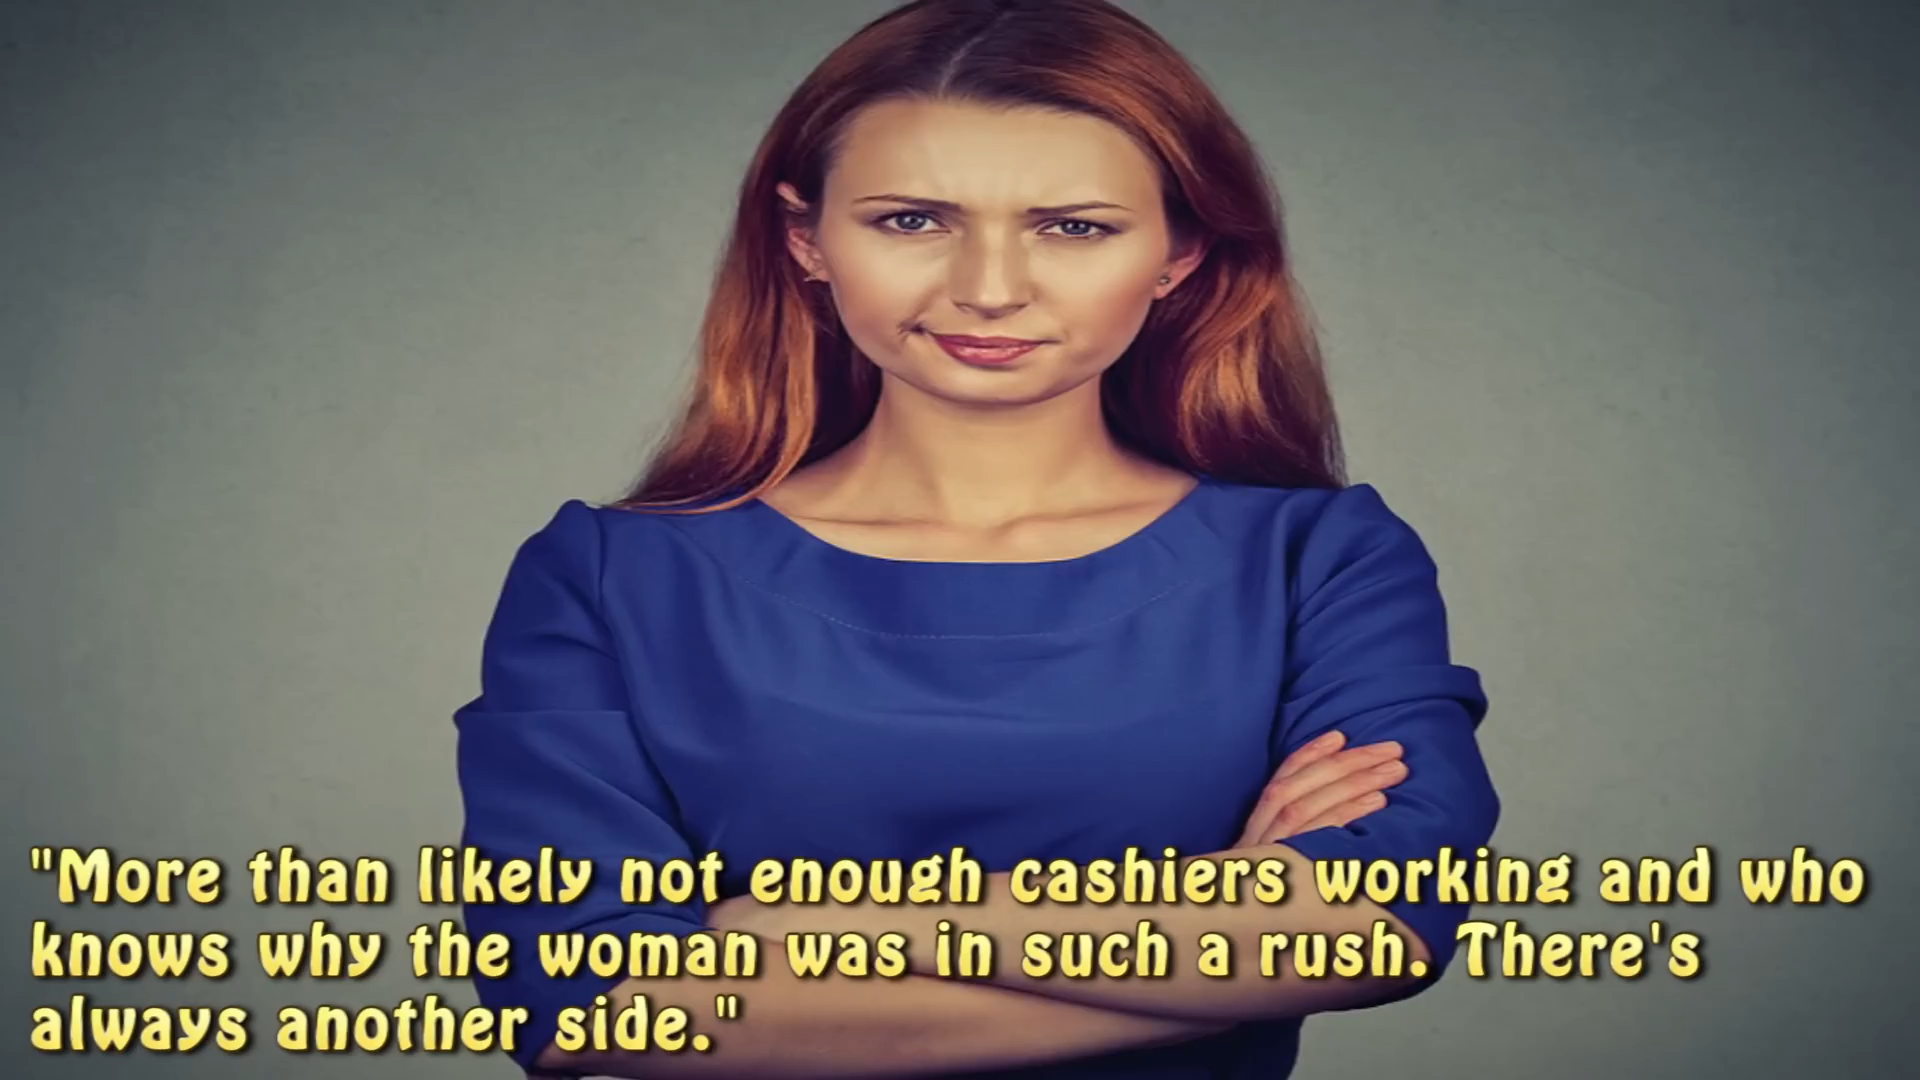 "More than likely not enough cashiers working and who
knows why the woman was in such a rush. There's
always another side."